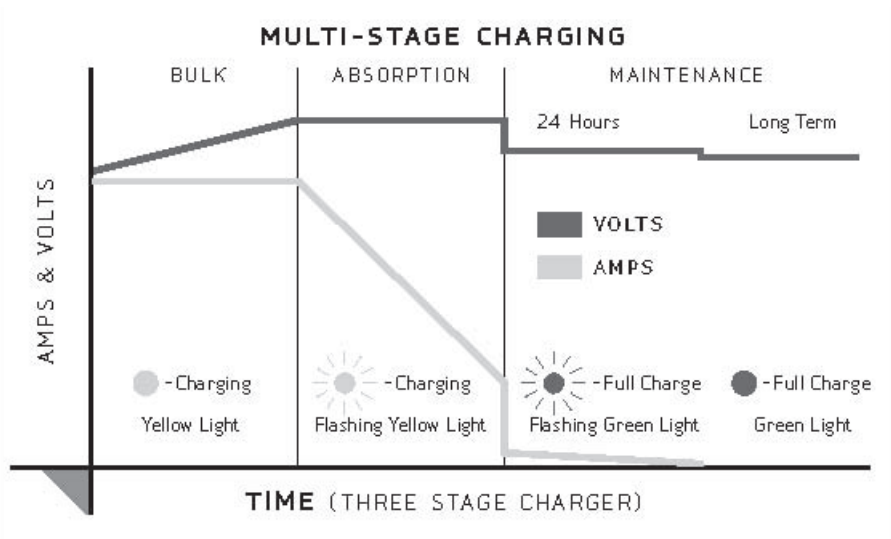 MULTI-STAGE CHARGING
BULK
ABSORPTION
MAINTENANCE
24 Hours
Long Term
AMPS & VOLTS
VOLTS
AMPS
-Charging
Yellow Light
-Charging
Flashing Yellow Light
-Full Charge
Flashing Green Light
-Full Charge
Green Light
TIME (THREE STAGE CHARGER)